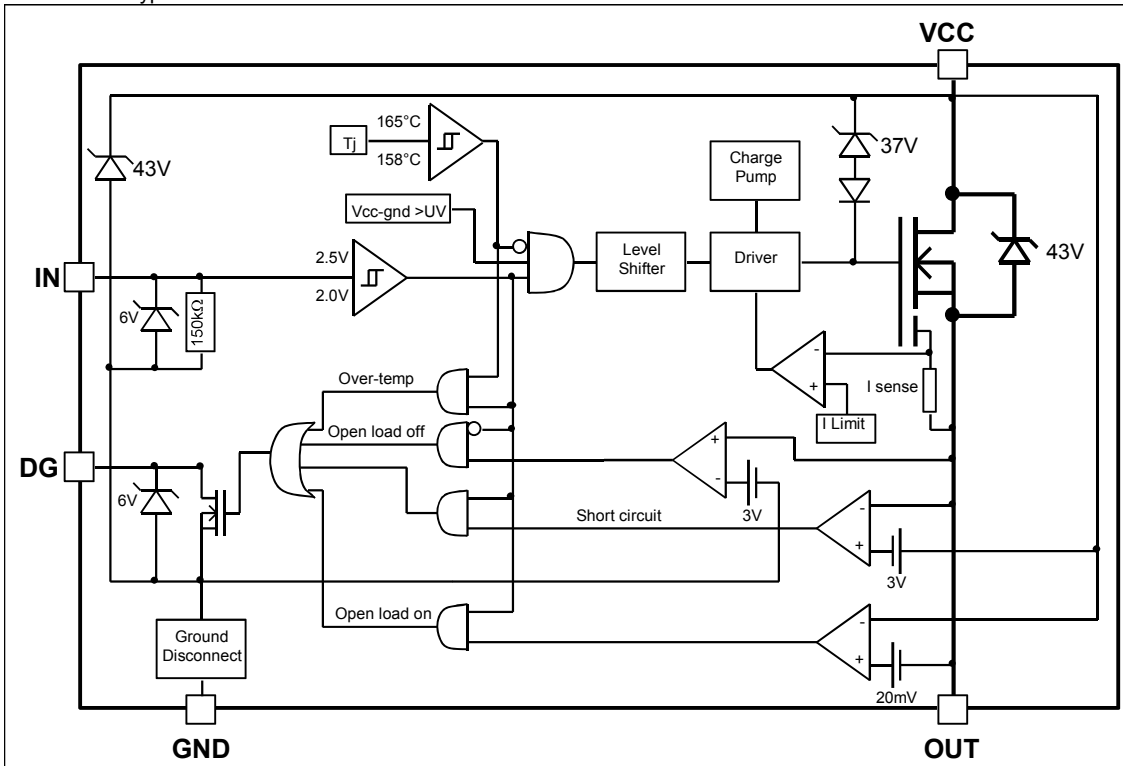 yp
VCC
43V
Tj
165°C
158°C
Charge
Pump
37V
Vcc-gnd >UV
Level
Shifter
Driver
43V
IN
2.5V
2.0V
6V
150kΩ
-
+
I sense
I Limit
Over-temp
Open load off
+
-
3V
DG
6V
Short circuit
-
+
3V
Open load on
-
+
20mV
Ground
Disconnect
GND
OUT